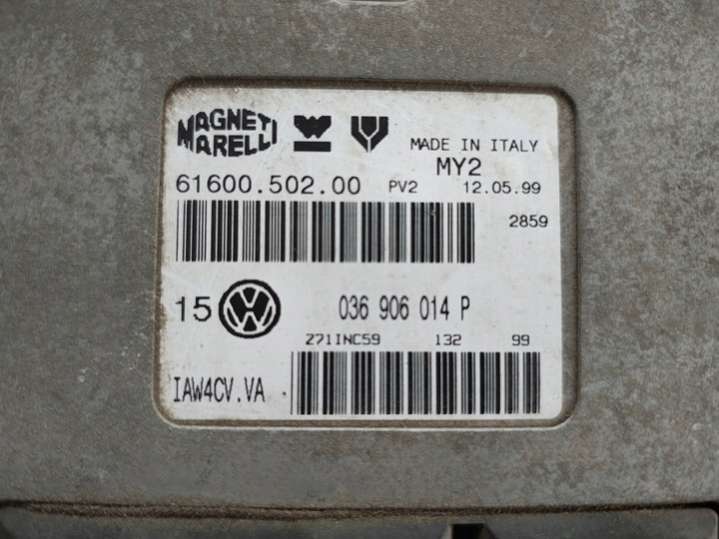 MAGNETI MARELLI
MADE IN ITALY
MY2
61600.502.00 PV2 12.05.99
2859
15 036 906 014 P
271INC59 132 99
IAW4CV.VA